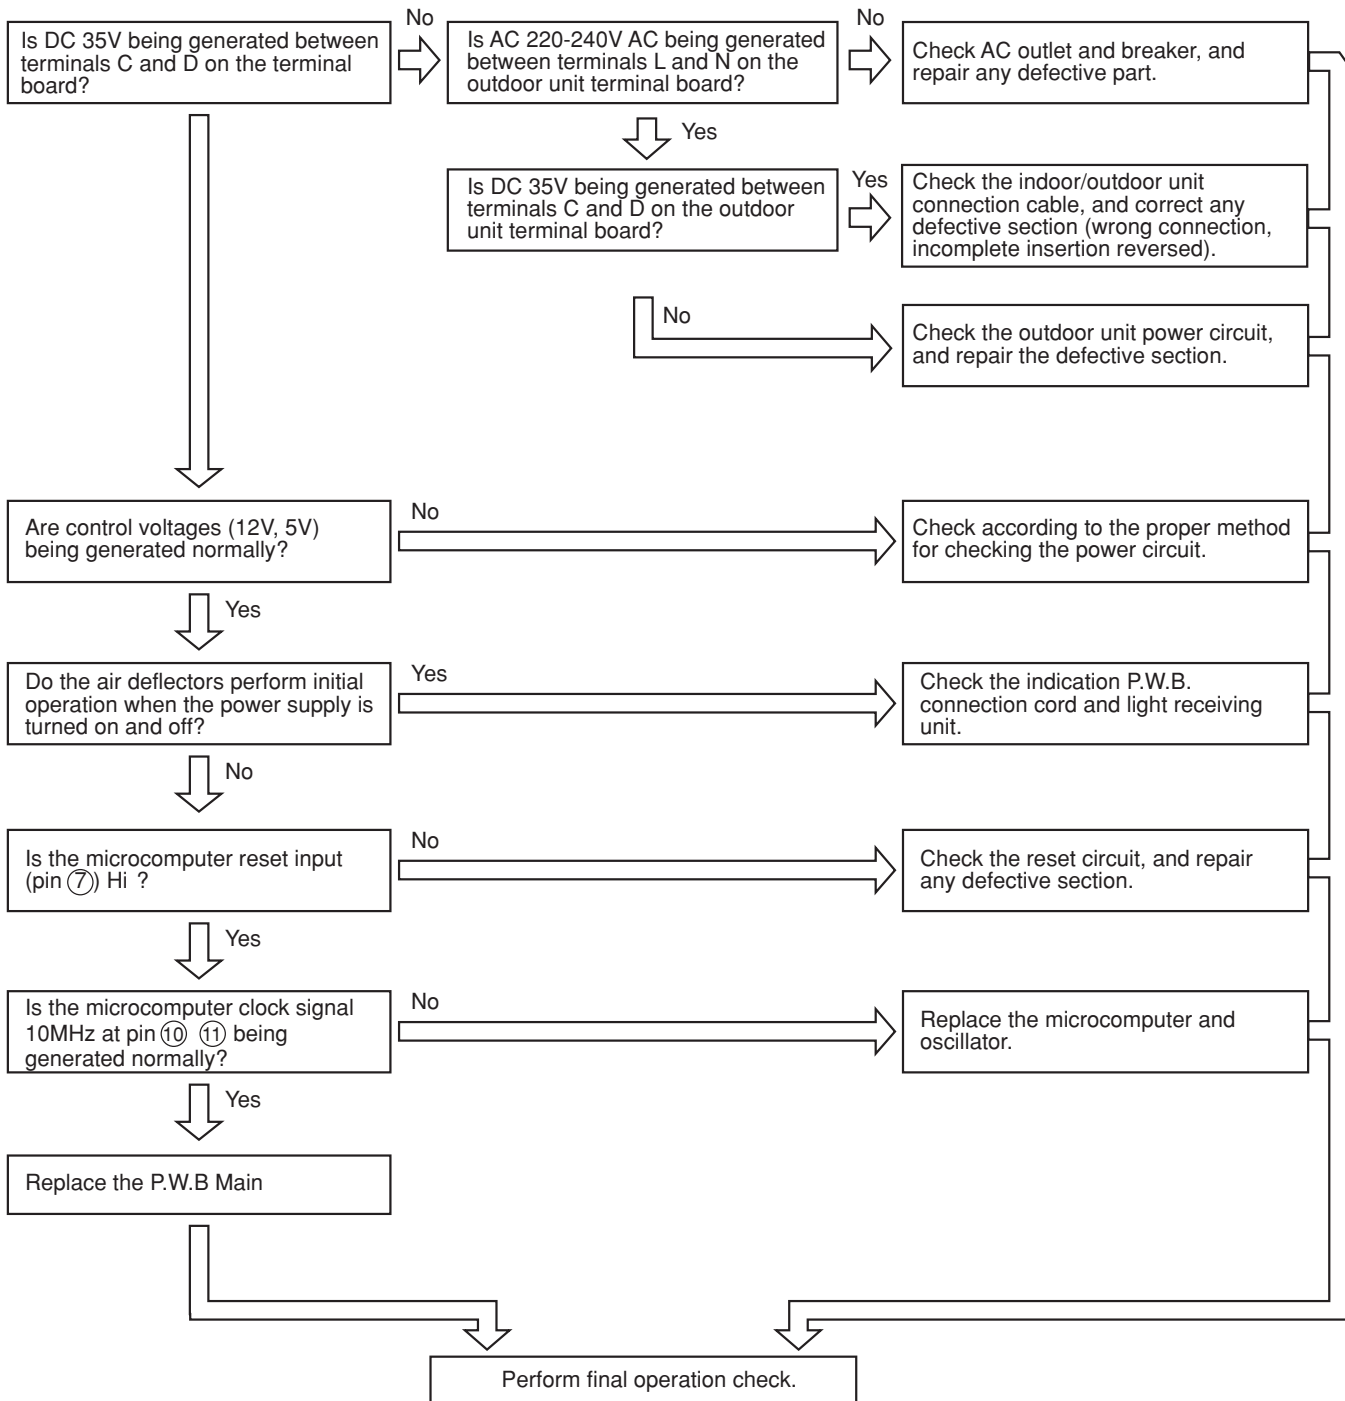 Is DC 35V being generated between
terminals C and D on the terminal
board?
No
Is AC 220-240V AC being generated
between terminals L and N on the
outdoor unit terminal board?
No
Check AC outlet and breaker, and
repair any defective part.
Yes
Is DC 35V being generated between
terminals C and D on the outdoor
unit terminal board?
Yes
Check the indoor/outdoor unit
connection cable, and correct any
defective section (wrong connection,
incomplete insertion reversed).
No
Check the outdoor unit power circuit,
and repair the defective section.
Are control voltages (12V, 5V)
being generated normally?
No
Check according to the proper method
for checking the power circuit.
Yes
Do the air deflectors perform initial
operation when the power supply is
turned on and off?
Yes
Check the indication P.W.B.
connection cord and light receiving
unit.
No
Is the microcomputer reset input
(pin ⑦) Hi ?
No
Check the reset circuit, and repair
any defective section.
Yes
Is the microcomputer clock signal
10MHz at pin ⑩ ⑪ being
generated normally?
No
Replace the microcomputer and
oscillator.
Yes
Replace the P.W.B Main
Perform final operation check.